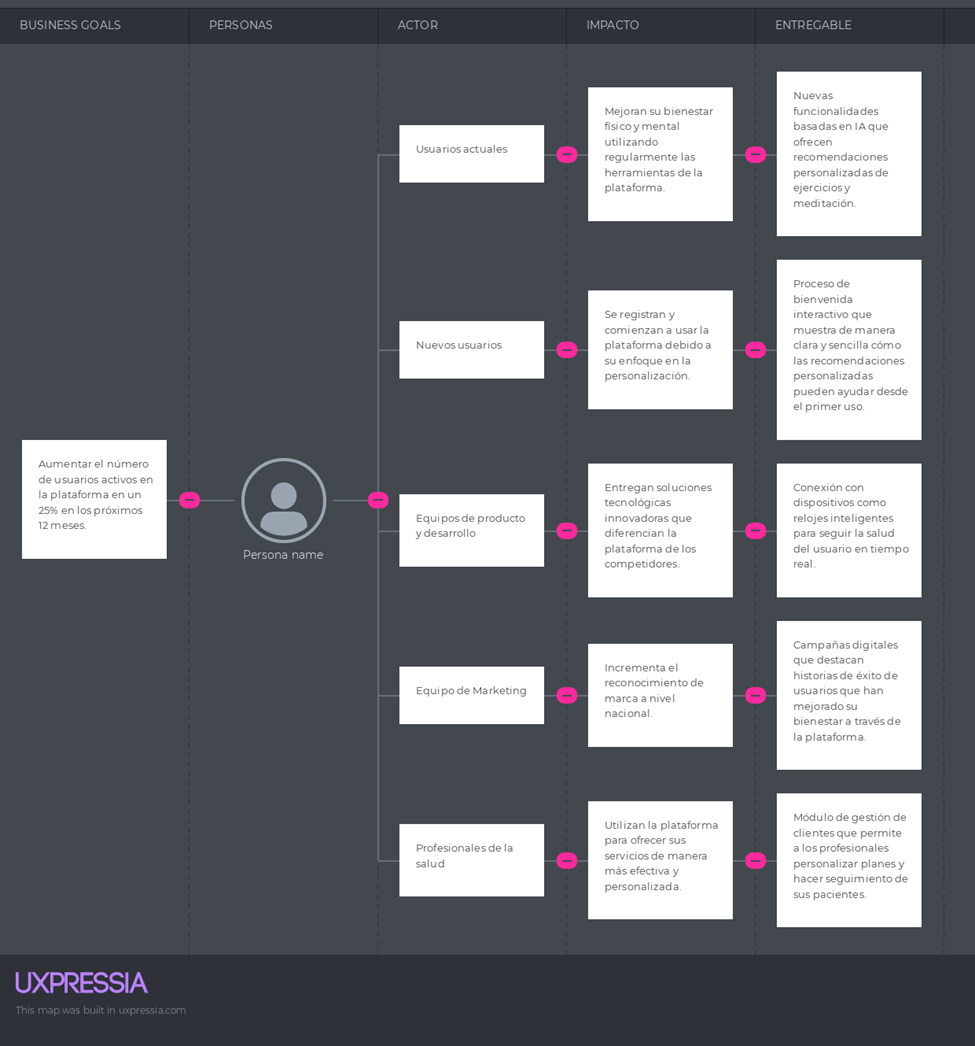 BUSINESS GOALS
PERSONAS
ACTOR
IMPACTO
ENTREGABLE
Aumentar el número
de usuarios activos en
la plataforma en un
25% en los próximos
12 meses.
Persona name
Usuarios actuales
Mejoran su bienestar
físico y mental
utilizando
regularmente las
herramientas de la
plataforma.
Nuevas
funcionalidades
basadas en IA que
ofrecen
recomendaciones
personalizadas de
ejercicios y
meditación.
Nuevos usuarios
Se registran y
comienzan a usar la
plataforma debido a
su enfoque en la
personalización.
Proceso de
bienvenida
interactivo que
muestra de manera
clara y sencilla cómo
las recomendaciones
personalizadas
pueden ayudar desde
el primer uso.
Equipos de producto
y desarrollo
Entregan soluciones
tecnológicas
innovadoras que
diferencian la
plataforma de los
competidores.
Conexión con
dispositivos como
relojes inteligentes
para seguir la salud
del usuario en tiempo
real.
Equipo de Marketing
Incrementa el
reconocimiento de
marca a nivel
nacional.
Campañas digitales
que destacan
historias de éxito de
usuarios que han
mejorado su
bienestar a través de
la plataforma.
Profesionales de la
salud
Utilizan la plataforma
para ofrecer sus
servicios de manera
más efectiva y
personalizada.
Módulo de gestión de
clientes que permite
a los profesionales
personalizar planes y
hacer seguimiento de
sus pacientes.
UXPRESSIA
This map was built in uxpressia.com